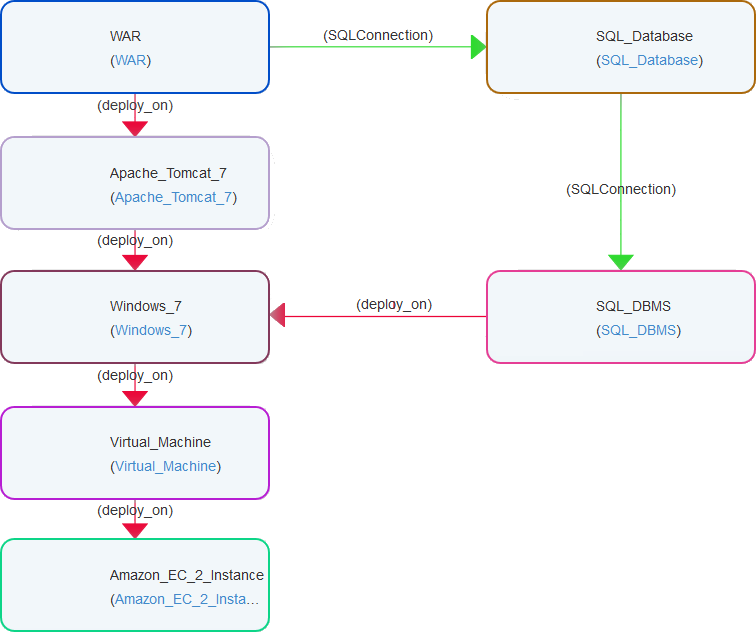 WAR
(WAR)
(SQLConnection)
SQL_Database
(SQL_Database)
(deploy_on)
Apache_Tomcat_7
(Apache_Tomcat_7)
(SQLConnection)
(deploy_on)
Windows_7
(Windows_7)
(deploy_on)
SQL_DBMS
(SQL_DBMS)
(deploy_on)
Virtual_Machine
(Virtual_Machine)
(deploy_on)
Amazon_EC_2_Instance
(Amazon_EC_2_Insta...